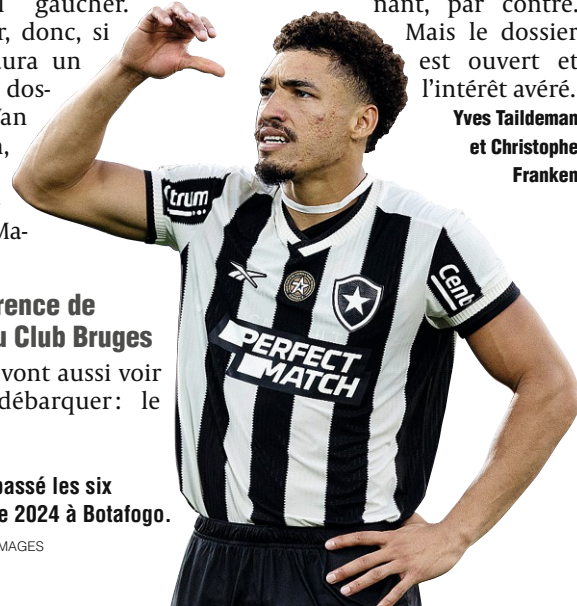 gaucher.
r, donc, si
ura un
dos-
Van
n,
Ma-
rence de
u Club Bruges
vont aussi voir
débarquer : le
passé les six
e 2024 à Botafogo.
MAGES
nant, par contre.
Mais le dossier
est ouvert et
l'intérêt avéré.
Yves Taildeman
et Christophe
Franken
trum
Cent
PERFECT
MATCH